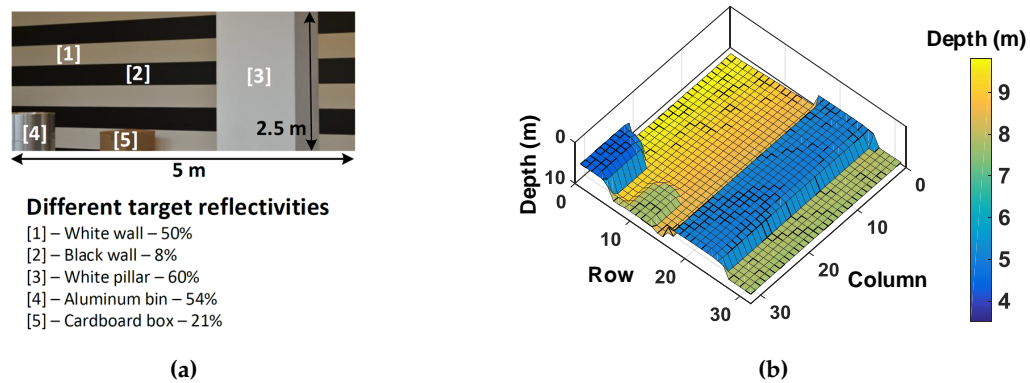 [1]
[2]
[3]
[4]
[5]
2.5 m
5 m
Different target reflectivities
[1] – White wall – 50%
[2] – Black wall – 8%
[3] – White pillar – 60%
[4] – Aluminum bin – 54%
[5] – Cardboard box – 21%
(a)
Depth (m)
9
8
7
6
5
4
Depth (m)
0
10
0
10
20
30
Row
0
10
20
30
Column
(b)